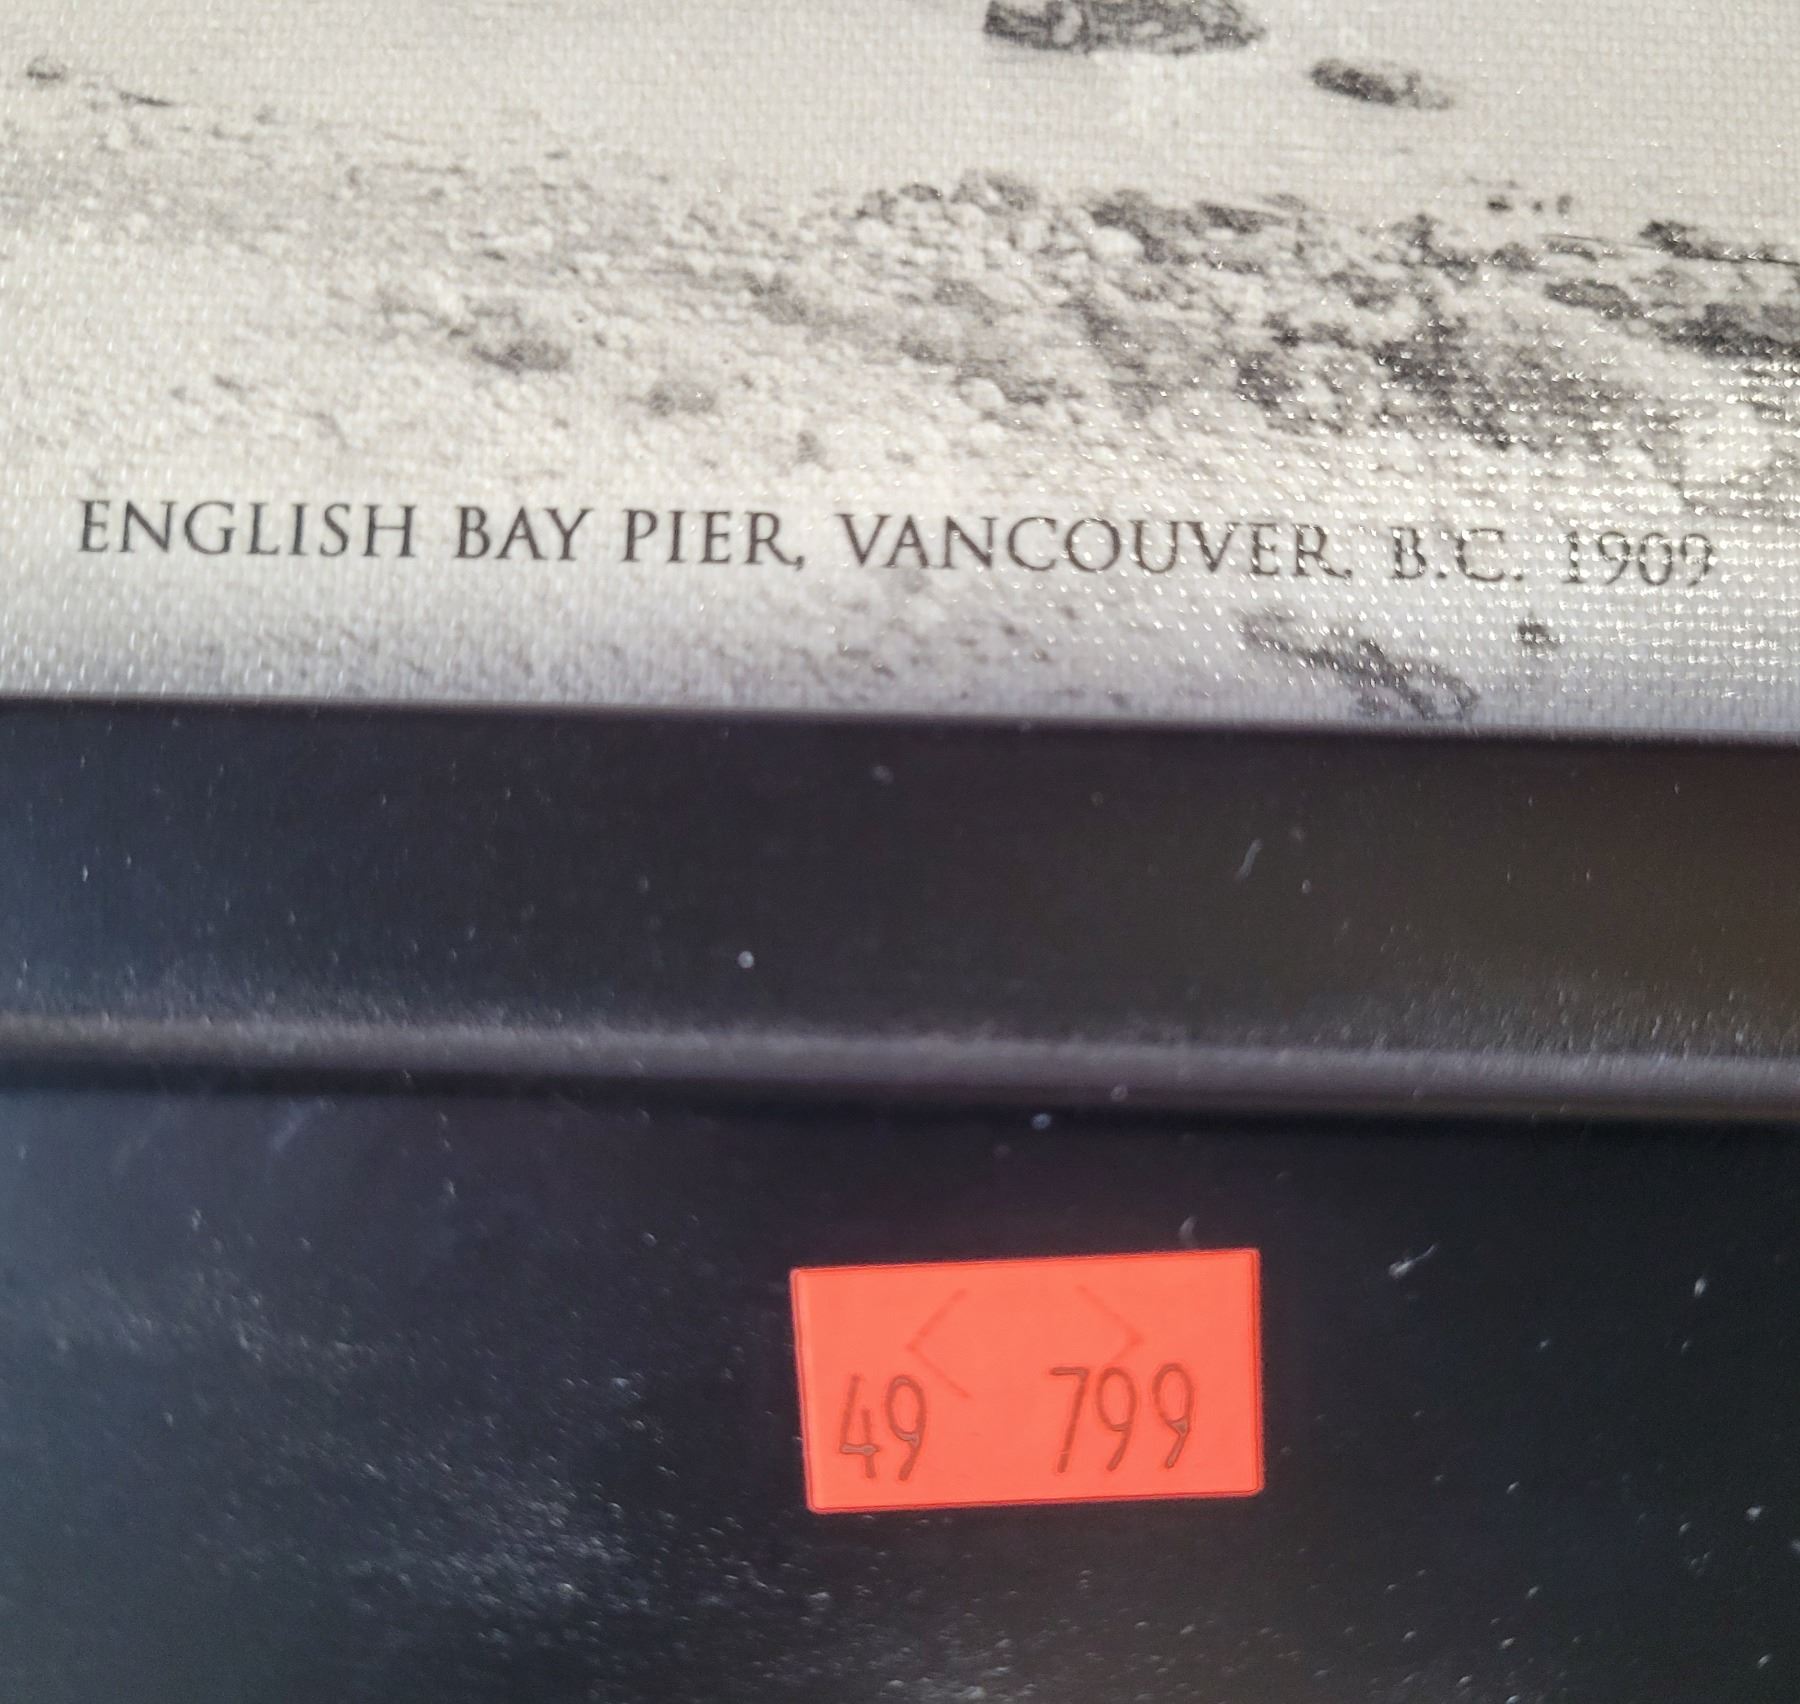 ENGLISH BAY PIER, VANCOUVER, B.C. 1909
49 799